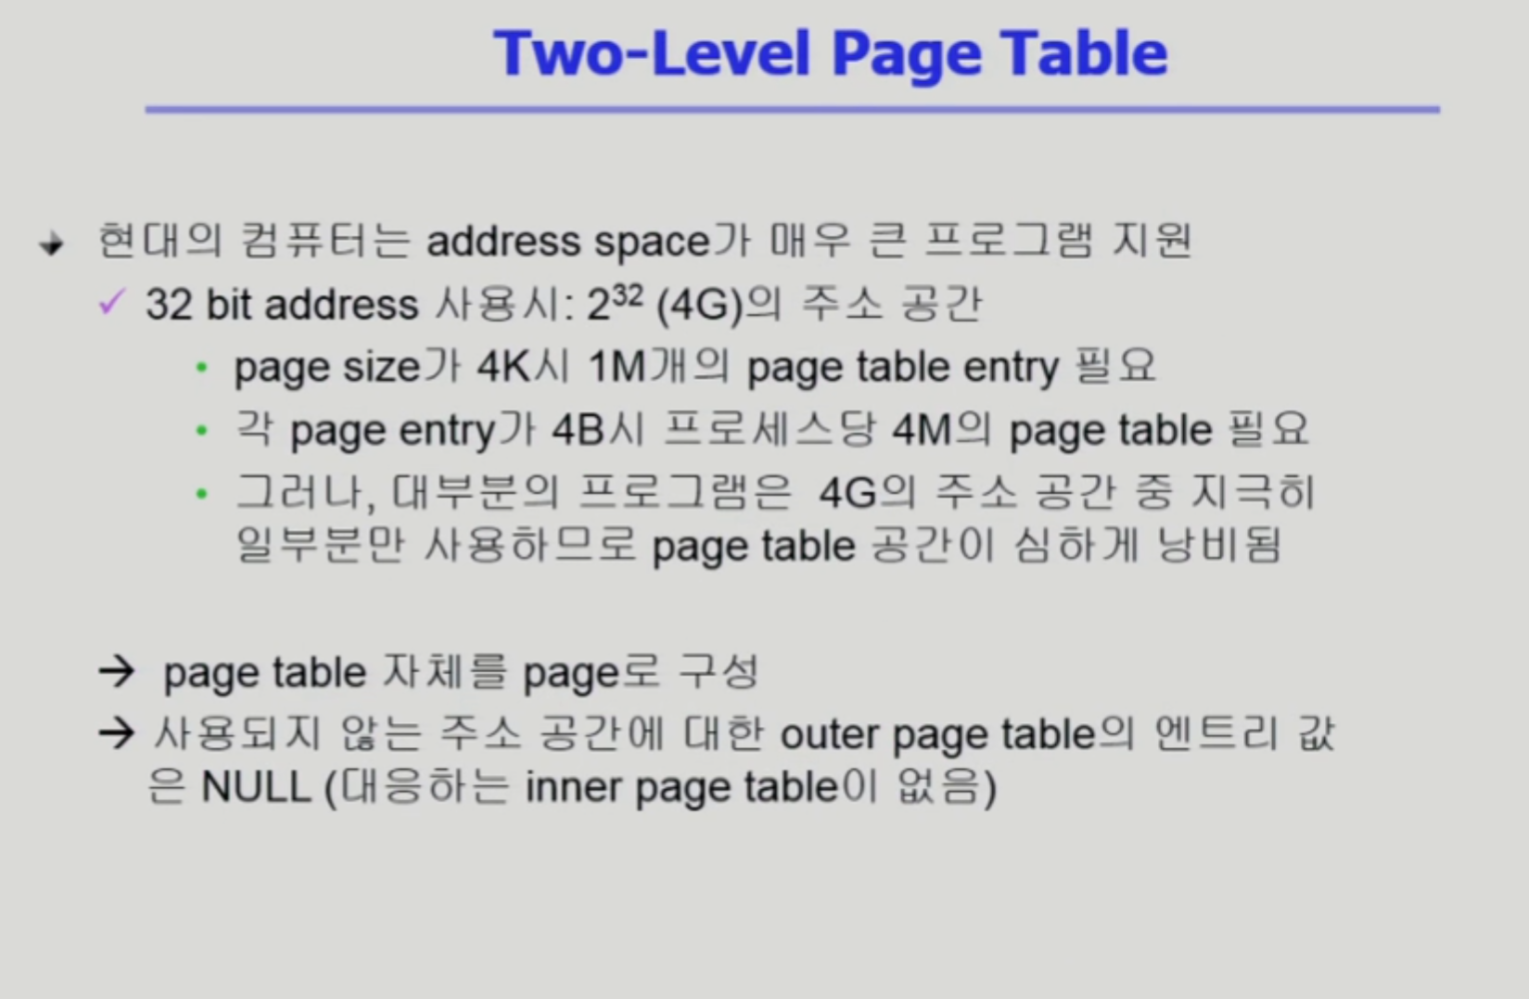 Two-Level Page Table
현대의 컴퓨터는 address space가 매우 큰 프로그램 지원
✓ 32 bit address 사용시: 2³² (4G)의 주소 공간
• page size가 4K시 1M개의 page table entry 필요
• 각 page entry가 4B시 프로세스당 4M의 page table 필요
• 그러나, 대부분의 프로그램은 4G의 주소 공간 중 지극히
일부분만 사용하므로 page table 공간이 심하게 낭비됨
→ page table 자체를 page로 구성
→ 사용되지 않는 주소 공간에 대한 outer page table의 엔트리 값
은 NULL (대응하는 inner page table이 없음)